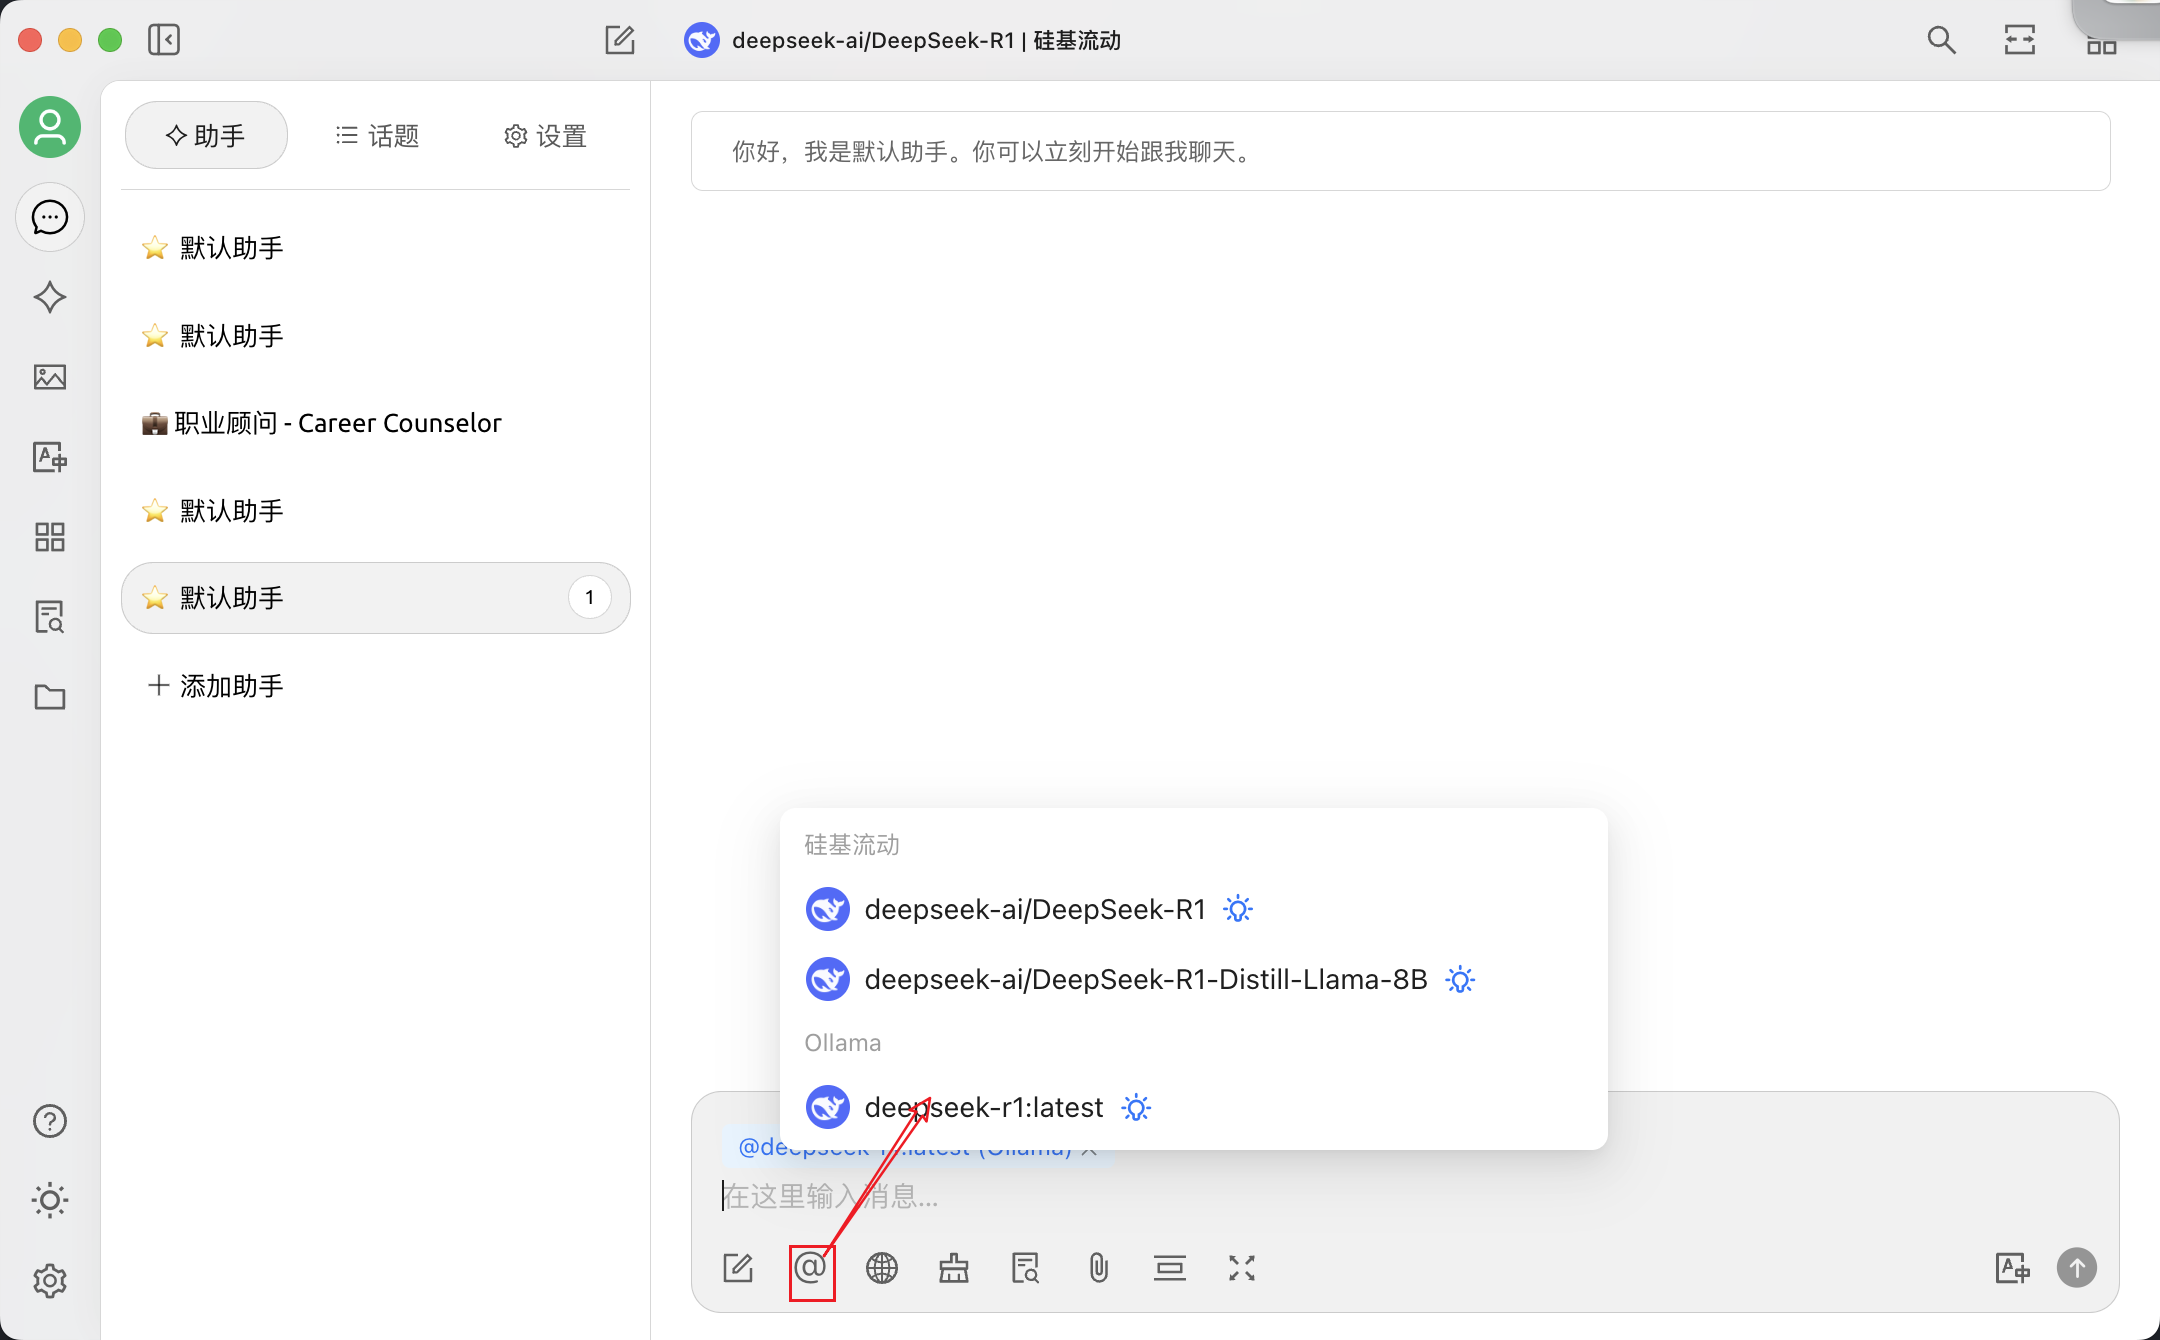 deepseek-ai/DeepSeek-R1 | 硅基流动
助手
话题
设置
默认助手
默认助手
职业顾问 - Career Counselor
默认助手
默认助手
1
添加助手
你好，我是默认助手。你可以立刻开始跟我聊天。
硅基流动
deepseek-ai/DeepSeek-R1
deepseek-ai/DeepSeek-R1-Distill-Llama-8B
Ollama
deepseek-r1:latest
@deepseek-r1:latest (Ollama) ×
在这里输入消息...